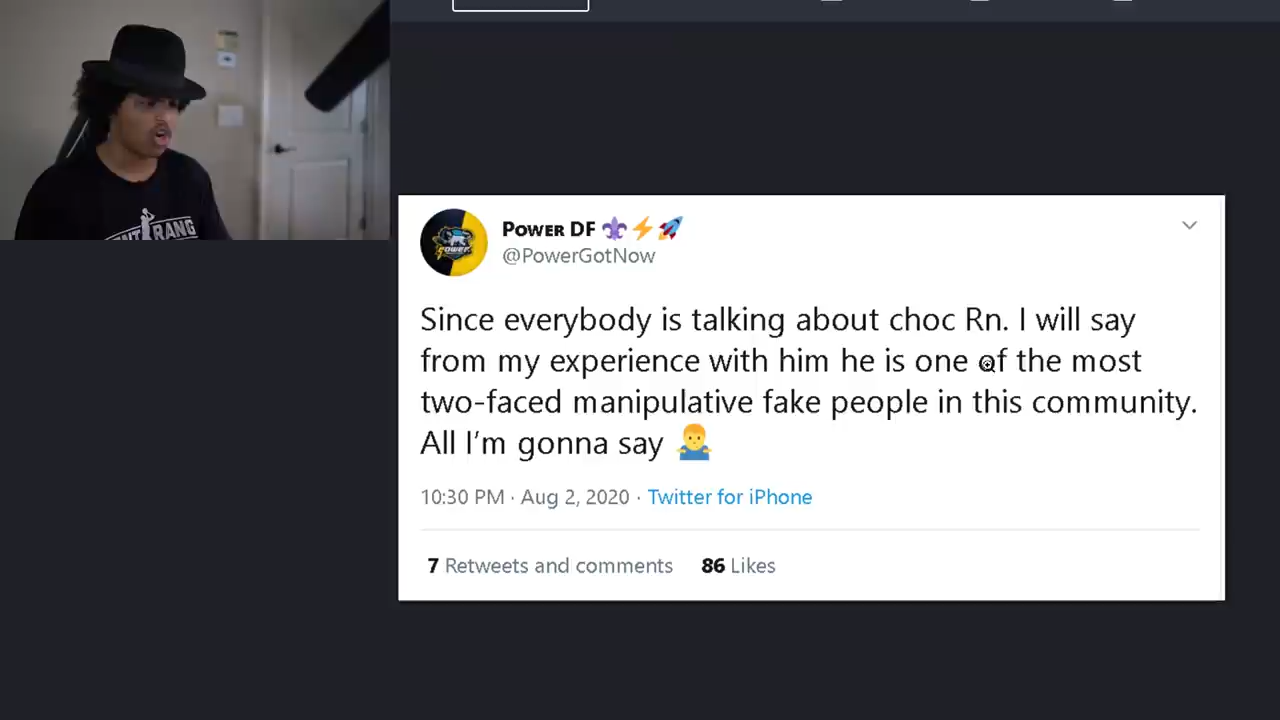 Power DF ⚜️⚡🚀
@PowerGotNow
Since everybody is talking about choc Rn. I will say
from my experience with him he is one of the most
two-faced manipulative fake people in this community.
All I'm gonna say 🤷‍♂️
10:30 PM · Aug 2, 2020 · Twitter for iPhone
7 Retweets and comments 86 Likes